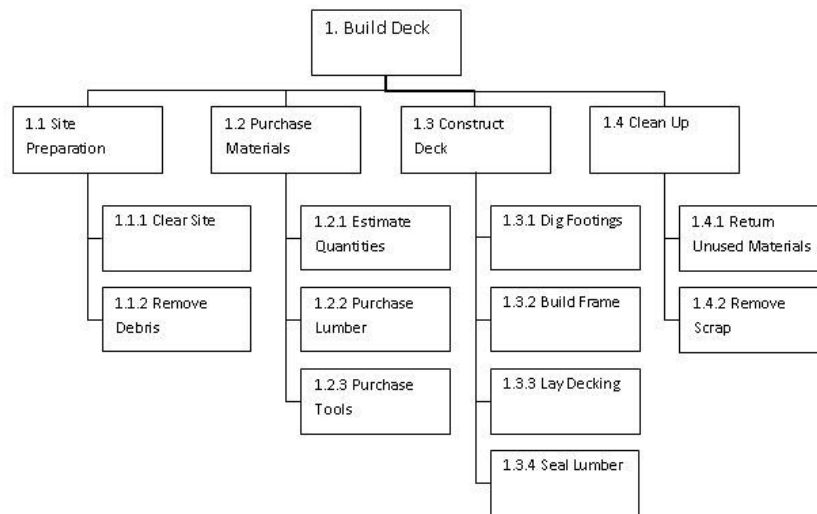 1. Build Deck
1.1 Site
Preparation
1.2 Purchase
Materials
1.3 Construct
Deck
1.4 Clean Up
1.1.1 Clear Site
1.1.2 Remove
Debris
1.2.1 Estimate
Quantities
1.2.2 Purchase
Lumber
1.2.3 Purchase
Tools
1.3.1 Dig Footings
1.3.2 Build Frame
1.3.3 Lay Decking
1.3.4 Seal Lumber
1.4.1 Return
Unused Materials
1.4.2 Remove
Scrap